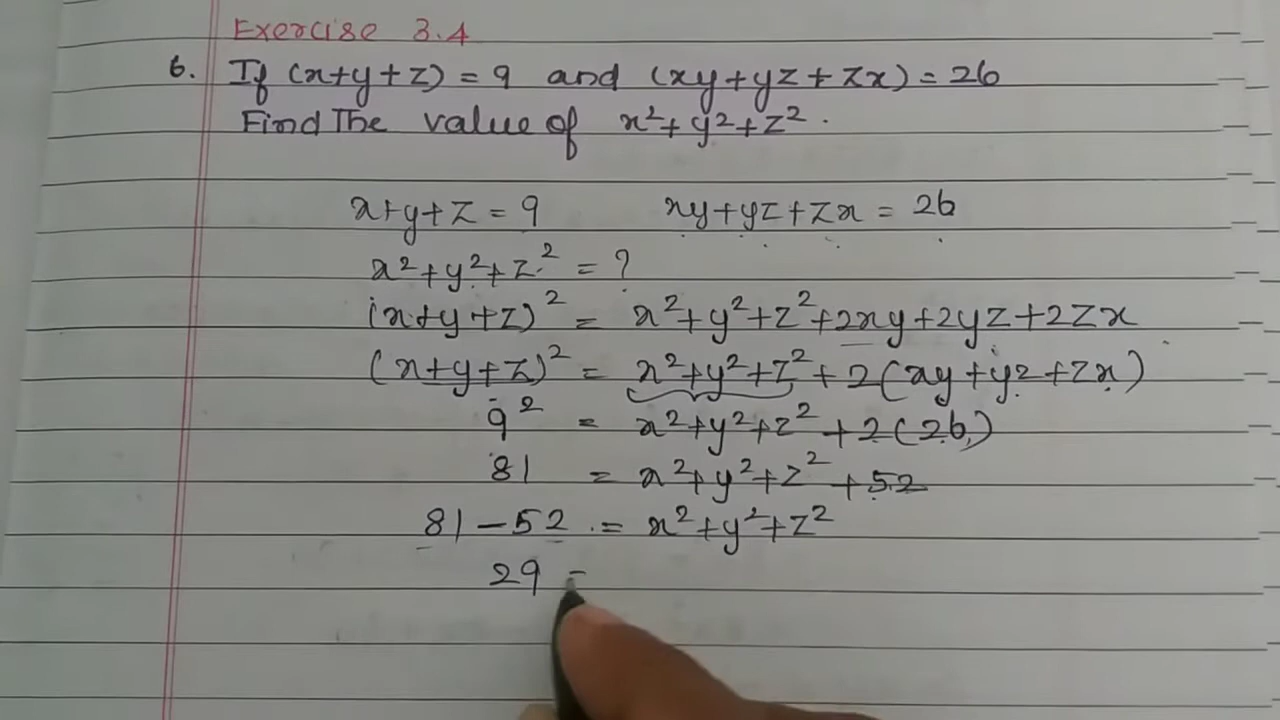 Exercise 3.4
6. If (x+y+z) = 9 and (xy+yz+zx) = 26
Find The value of x²+y²+z².
x+y+z = 9 xy+yz+zx = 26
x²+y²+z² = ?
(x+y+z)² = x²+y²+z²+2xy+2yz+2zx
(x+y+z)² = x²+y²+z²+2(xy+yz+zx)
9² = x²+y²+z²+2(26)
81 = x²+y²+z²+52
81-52 = x²+y²+z²
29 =